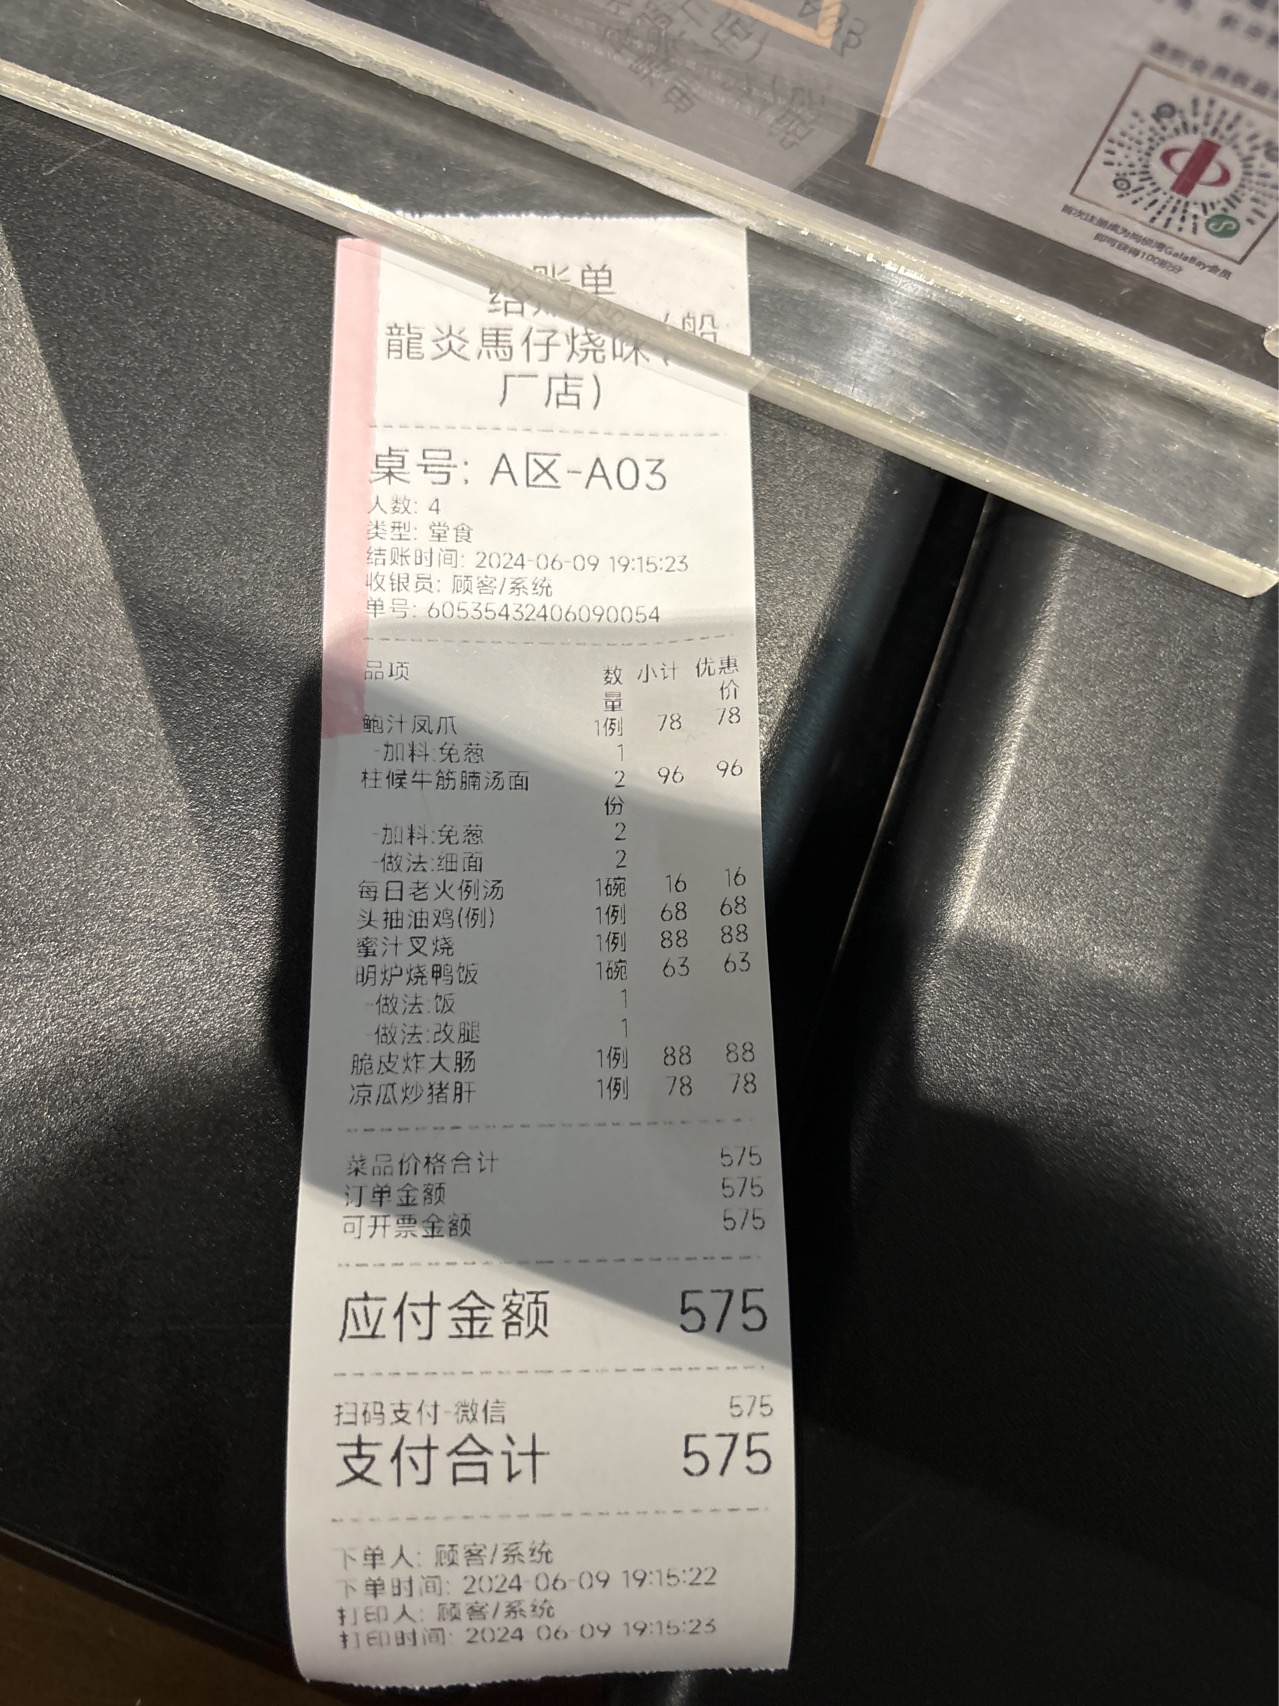 结账单
龍炎馬仔烧味(船
厂店)
桌号: A区-A03
人数: 4
类型: 堂食
结账时间: 2024-06-09 19:15:23
收银员: 顾客/系统
单号: 60535432406090054
品项 数量 小计 优惠价
鲍汁凤爪 1例 78 78
-加料:免葱 1
柱候牛筋腩汤面 2份 96 96
-加料:免葱 2
-做法:细面 2
每日老火例汤 1碗 16 16
头抽油鸡(例) 1例 68 68
蜜汁叉烧 1例 88 88
明炉烧鸭饭 1碗 63 63
-做法:饭 1
-做法:改腿 1
脆皮炸大肠 1例 88 88
凉瓜炒猪肝 1例 78 78
菜品价格合计 575
订单金额 575
可开票金额 575
应付金额 575
扫码支付-微信 575
支付合计 575
下单人: 顾客/系统
下单时间: 2024-06-09 19:15:22
打印人: 顾客/系统
打印时间: 2024-06-09 19:15:23
即可获得100积分